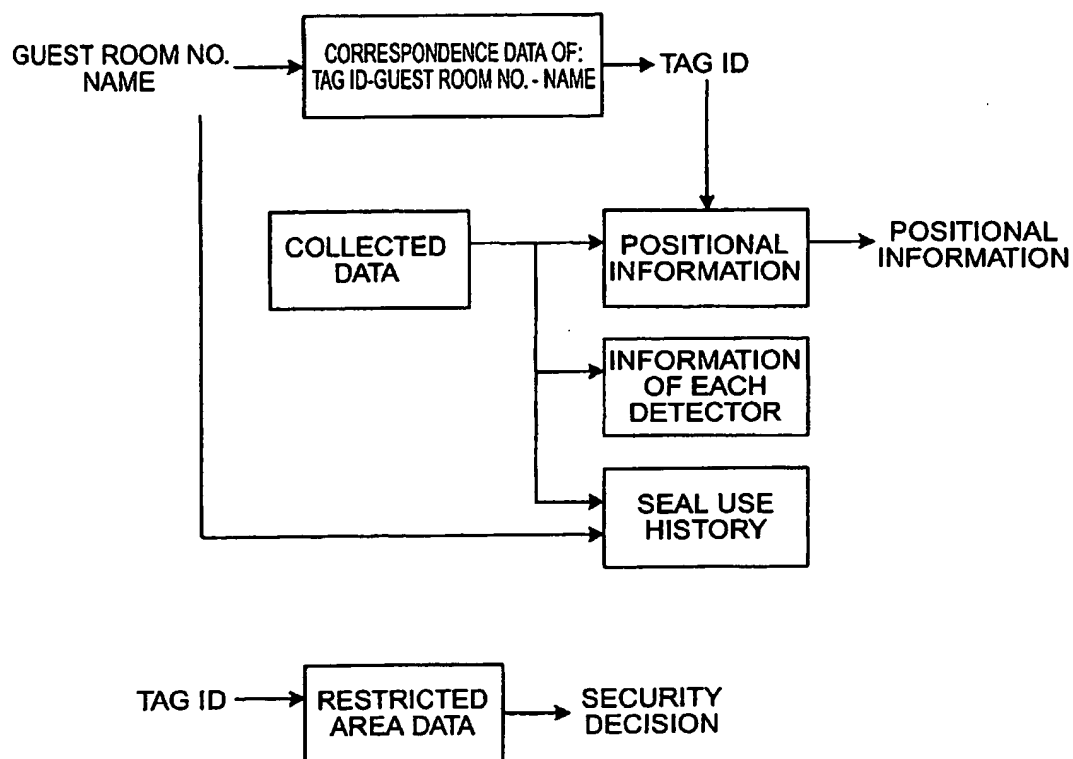 GUEST ROOM NO.
NAME
CORRESPONDENCE DATA OF:
TAG ID-GUEST ROOM NO. - NAME
TAG ID
COLLECTED
DATA
POSITIONAL
INFORMATION
POSITIONAL
INFORMATION
INFORMATION
OF EACH
DETECTOR
SEAL USE
HISTORY
TAG ID
RESTRICTED
AREA DATA
SECURITY
DECISION